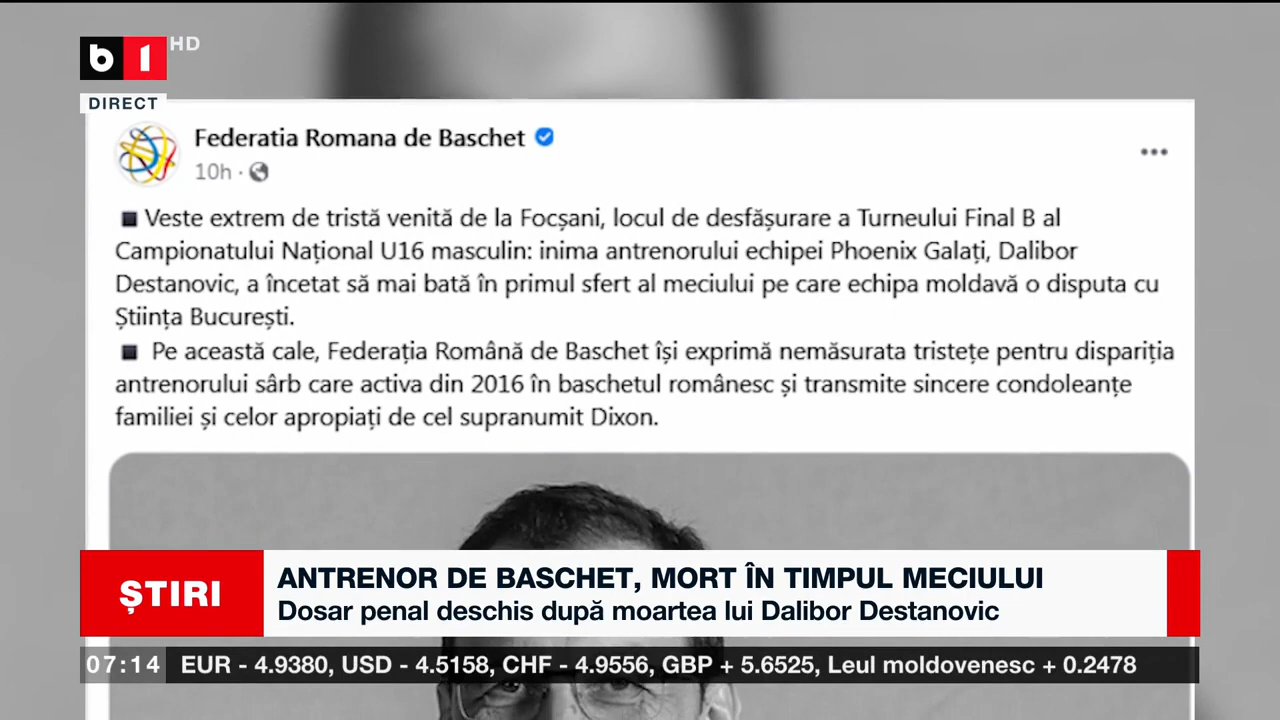 b1 HD
DIRECT
Federatia Romana de Baschet
10h ·
Veste extrem de tristă venită de la Focșani, locul de desfășurare a Turneului Final B al
Campionatului Național U16 masculin: inima antrenorului echipei Phoenix Galați, Dalibor
Destanovic, a încetat să mai bată în primul sfert al meciului pe care echipa moldavă o disputa cu
Știința București.
Pe această cale, Federația Română de Baschet își exprimă nemăsurata tristețe pentru dispariția
antrenorului sârb care activa din 2016 în baschetul românesc și transmite sincere condoleanțe
familiei și celor apropiați de cel supranumit Dixon.
ȘTIRI
ANTRENOR DE BASCHET, MORT ÎN TIMPUL MECIULUI
Dosar penal deschis după moartea lui Dalibor Destanovic
07:14 EUR - 4.9380, USD - 4.5158, CHF - 4.9556, GBP + 5.6525, Leul moldovenesc + 0.2478